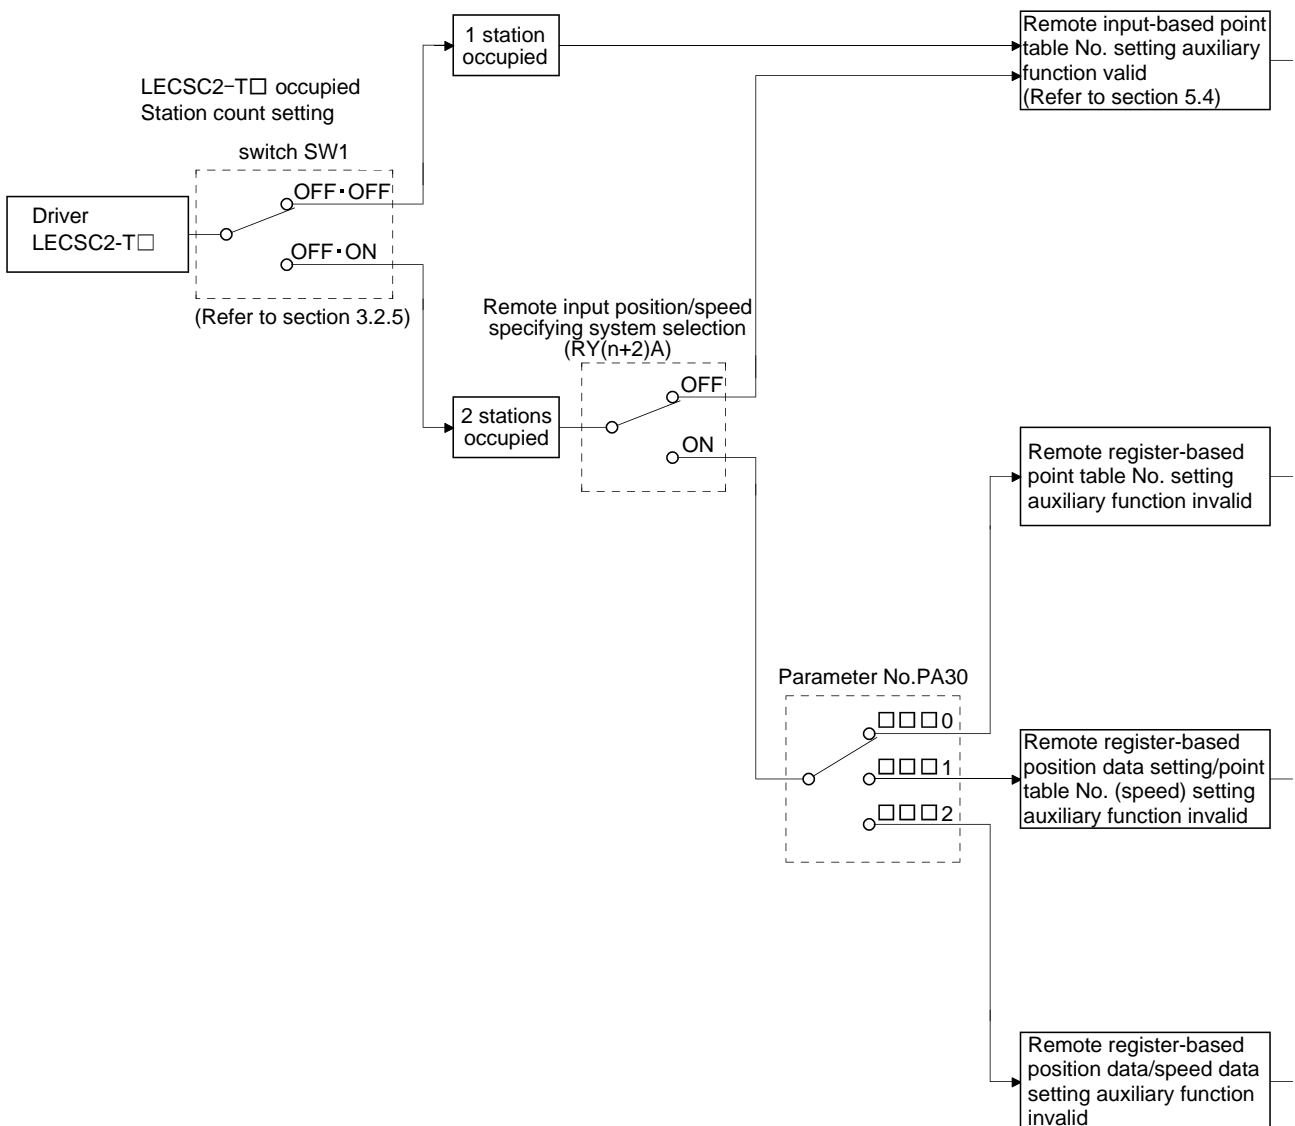 1 station
occupied
Remote input-based point
table No. setting auxiliary
function valid
(Refer to section 5.4)
LECSC2-T□ occupied
Station count setting
switch SW1
OFF·OFF
Driver
LECSC2-T□
OFF·ON
(Refer to section 3.2.5)
Remote input position/speed
specifying system selection
(RY(n+2)A)
OFF
2 stations
occupied
ON
Remote register-based
point table No. setting
auxiliary function invalid
Parameter No.PA30
□□□0
□□□1
□□□2
Remote register-based
position data setting/point
table No. (speed) setting
auxiliary function invalid
Remote register-based
position data/speed data
setting auxiliary function
invalid